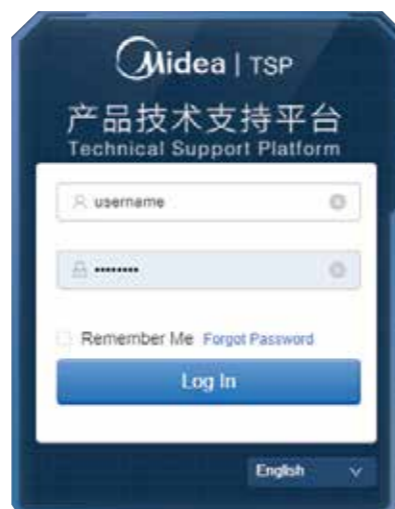 Midea | TSP
产品技术支持平台
Technical Support Platform
username
••••••••
Remember Me Forgot Password
Log In
English